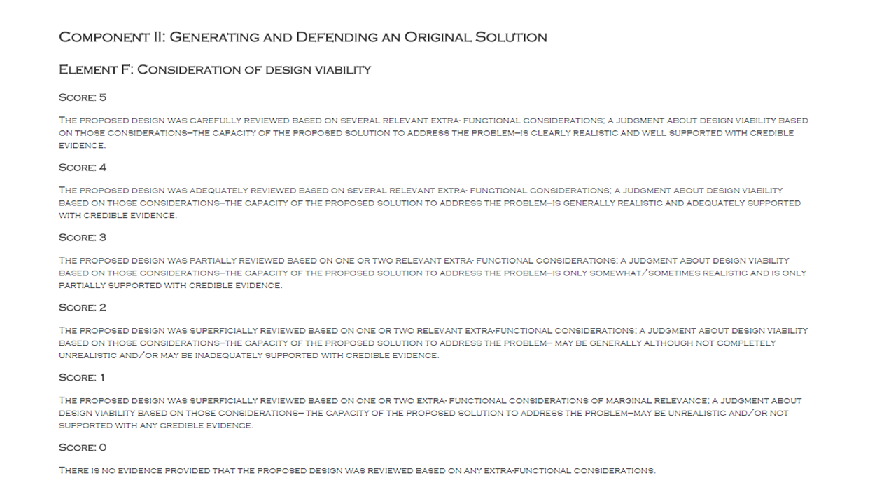 Component II: Generating and Defending an Original Solution
Element F: Consideration of design viability
Score: 5
The proposed design was carefully reviewed based on several relevant extra- functional considerations; a judgment about design viability based
on those considerations—the capacity of the proposed solution to address the problem—is clearly realistic and well supported with credible
evidence.
Score: 4
The proposed design was adequately reviewed based on several relevant extra- functional considerations; a judgment about design viability
based on those considerations—the capacity of the proposed solution to address the problem—is generally realistic and adequately supported
with credible evidence.
Score: 3
The proposed design was partially reviewed based on one or two relevant extra- functional considerations; a judgment about design viability
based on those considerations—the capacity of the proposed solution to address the problem—is only somewhat/sometimes realistic and is only
partially supported with credible evidence.
Score: 2
The proposed design was superficially reviewed based on one or two relevant extra-functional considerations; a judgment about design viability
based on those considerations—the capacity of the proposed solution to address the problem— may be generally although not completely
unrealistic and/or may be inadequately supported with credible evidence.
Score: 1
The proposed design was superficially reviewed based on one or two extra- functional considerations of marginal relevance; a judgment about
design viability based on those considerations— the capacity of the proposed solution to address the problem—may be unrealistic and/or not
supported with any credible evidence.
Score: 0
There is no evidence provided that the proposed design was reviewed based on any extra-functional considerations.